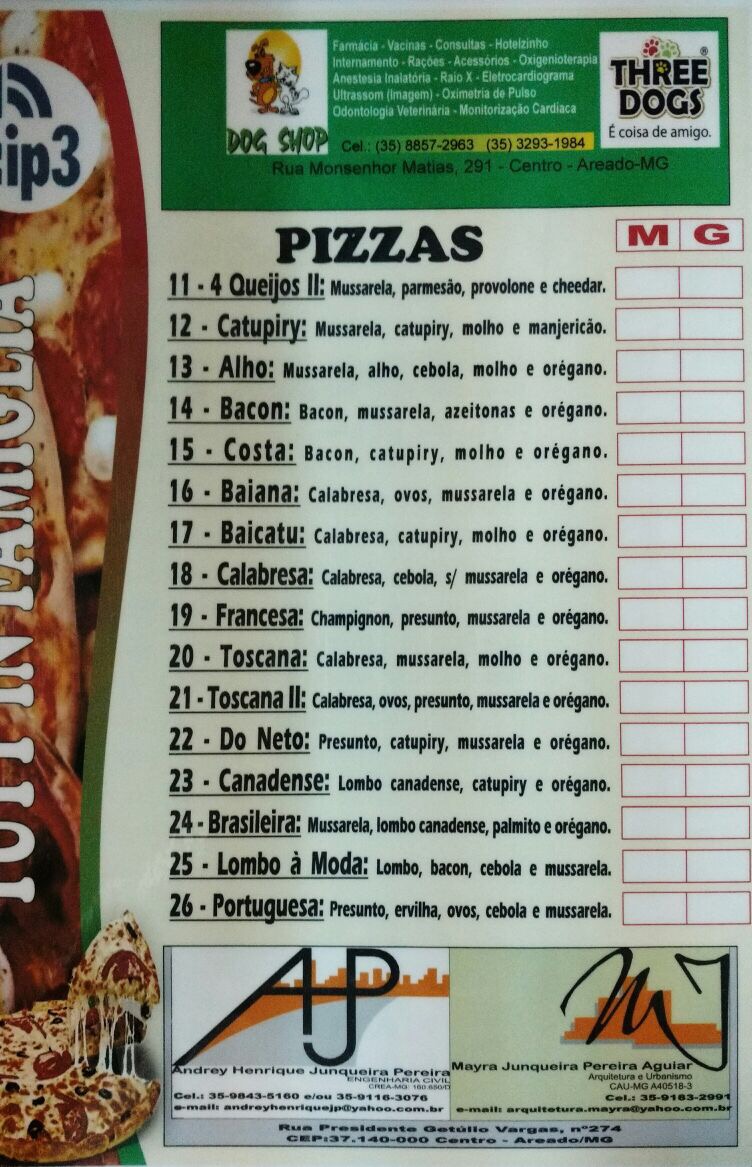 Farmácia - Vacinas - Consultas - Hotelzinho
Internamento - Rações - Acessórios - Oxigenioterapia
Anestesia Inalatória - Raio X - Eletrocardiograma
Ultrassom (Imagem) - Oximetria de Pulso
Odontologia Veterinária - Monitorização Cardíaca
DOG SHOP
Cel.: (35) 8857-2963 (35) 3293-1984
THREE DOGS ®
É coisa de amigo.
Rua Monsenhor Matias, 291 - Centro - Areado-MG
zip3
TUTI IN FAMIGLIA
PIZZAS M G
11 - 4 Queijos II: Mussarela, parmesão, provolone e cheedar.
12 - Catupiry: Mussarela, catupiry, molho e manjericão.
13 - Alho: Mussarela, alho, cebola, molho e orégano.
14 - Bacon: Bacon, mussarela, azeitonas e orégano.
15 - Costa: Bacon, catupiry, molho e orégano.
16 - Baiana: Calabresa, ovos, mussarela e orégano.
17 - Baicatu: Calabresa, catupiry, molho e orégano.
18 - Calabresa: Calabresa, cebola, s/ mussarela e orégano.
19 - Francesa: Champignon, presunto, mussarela e orégano.
20 - Toscana: Calabresa, mussarela, molho e orégano.
21 - Toscana II: Calabresa, ovos, presunto, mussarela e orégano.
22 - Do Neto: Presunto, catupiry, mussarela e orégano.
23 - Canadense: Lombo canadense, catupiry e orégano.
24 - Brasileira: Mussarela, lombo canadense, palmito e orégano.
25 - Lombo à Moda: Lombo, bacon, cebola e mussarela.
26 - Portuguesa: Presunto, ervilha, ovos, cebola e mussarela.
AJP
Andrey Henrique Junqueira Pereira
ENGENHARIA CIVIL
Cel.: 35-9843-5160 e/ou 35-9116-3076
e-mail: andreyhenriquejp@yahoo.com.br
MJ
Mayra Junqueira Pereira Aguiar
Arquitetura e Urbanismo
CAU-MG A40518-3
Cel.: 35-9163-2991
e-mail: arquitetura.mayra@yahoo.com.br
Rua Presidente Getúlio Vargas, nº274
CEP:37.140-000 Centro - Areado/MG